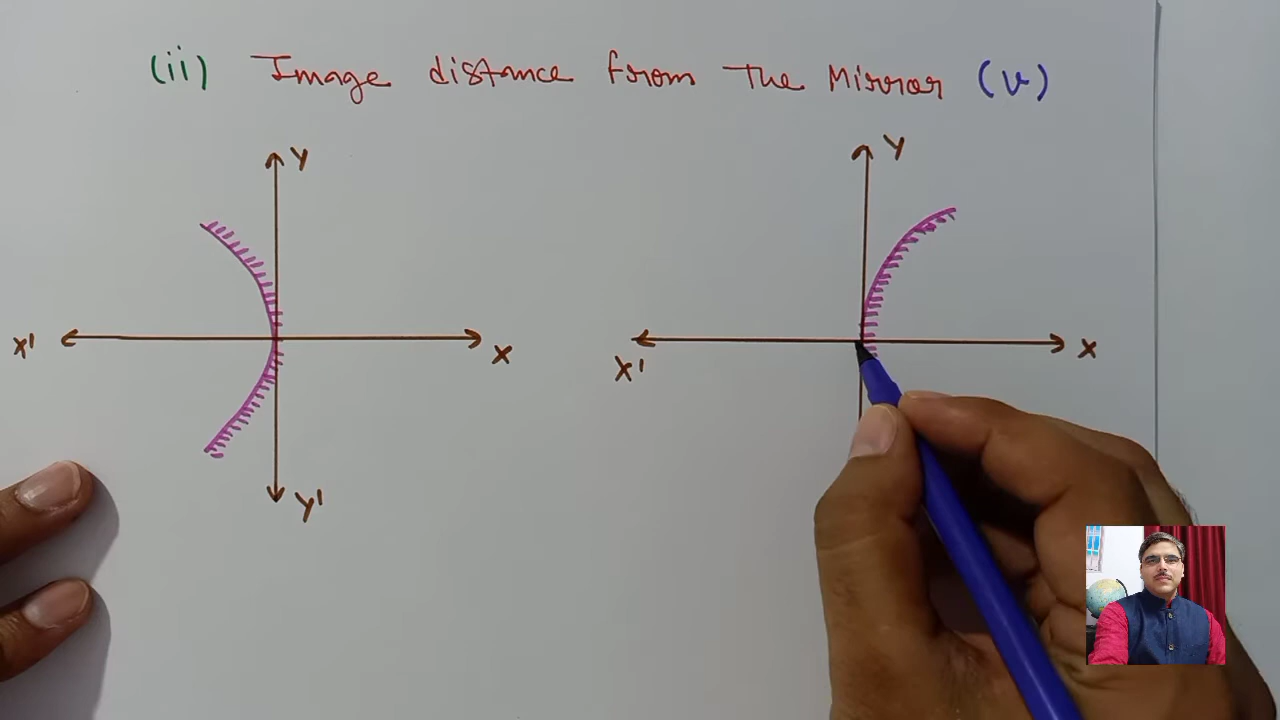 (ii) Image distance from The Mirror (v)
Y
Y
X'
X
X'
X
Y'